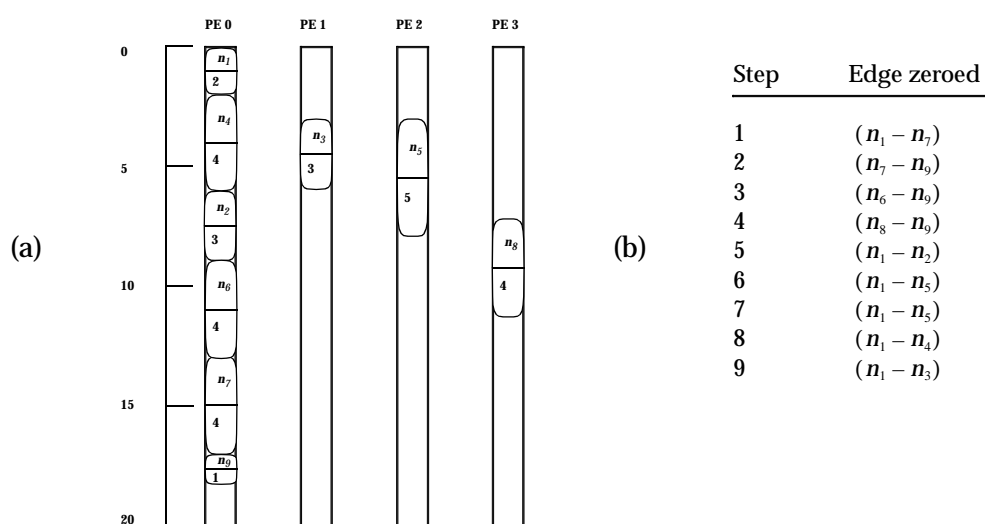 PE 0 PE 1 PE 2 PE 3
0
5
10
15
20
n1
2
n4
4
n2
3
n6
4
n7
4
n9
1
n3
3
n5
5
n8
4
(a)
(b)
Step Edge zeroed
1 (n1 – n7)
2 (n7 – n9)
3 (n6 – n9)
4 (n8 – n9)
5 (n1 – n2)
6 (n1 – n5)
7 (n1 – n5)
8 (n1 – n4)
9 (n1 – n3)